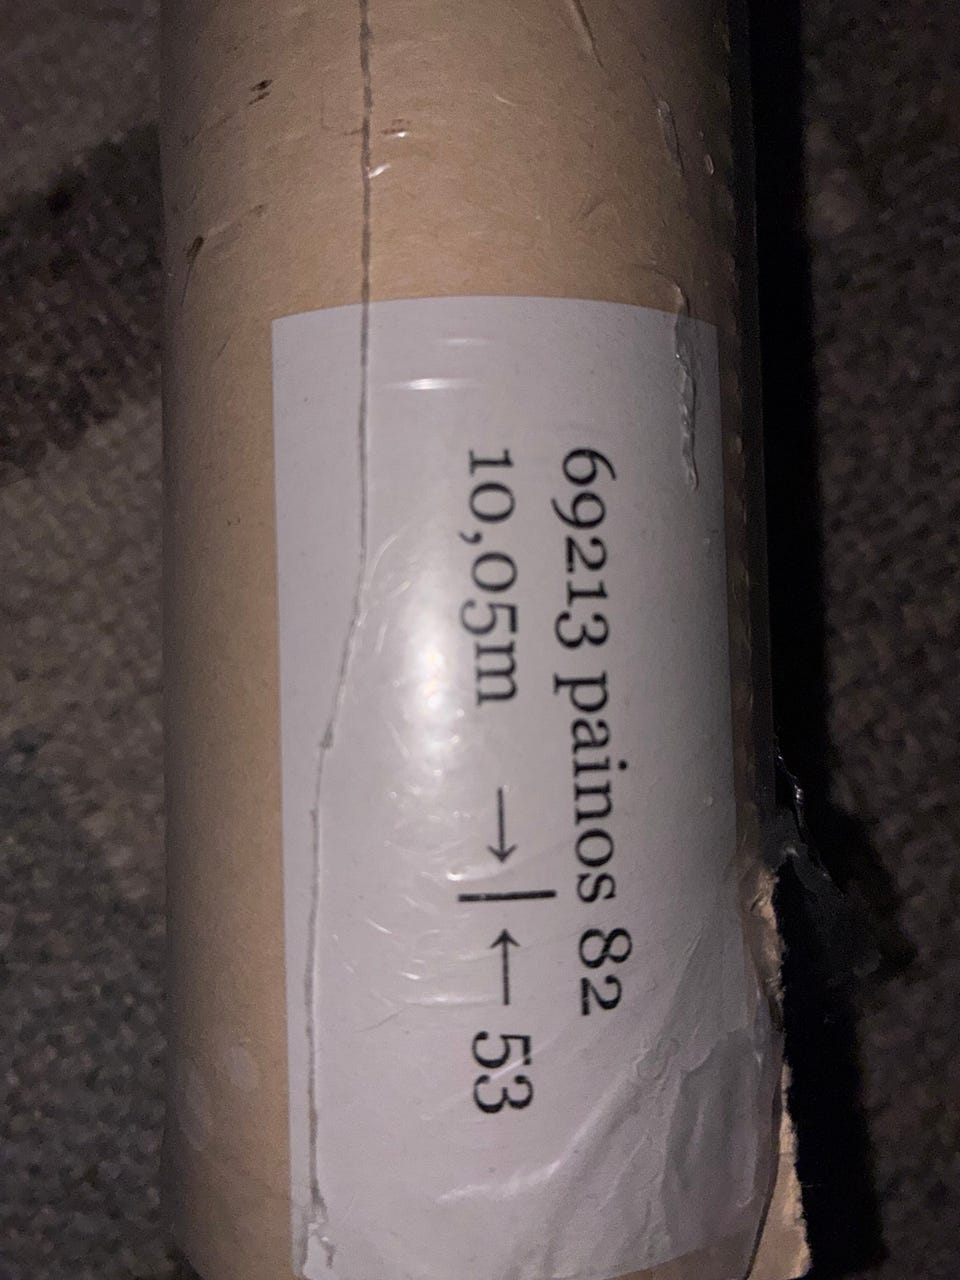 69213 painos 82
10,05m →|← 53